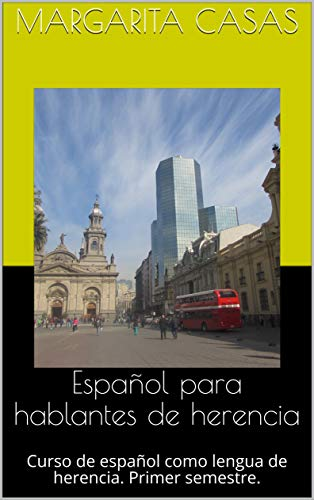 MARGARITA CASAS
Español para
hablantes de herencia
Curso de español como lengua de
herencia. Primer semestre.